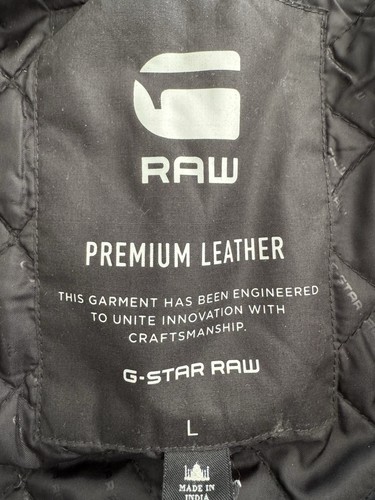 RAW
PREMIUM LEATHER
THIS GARMENT HAS BEEN ENGINEERED
TO UNITE INNOVATION WITH
CRAFTSMANSHIP.
G-STAR RAW
L
MADE IN
INDIA